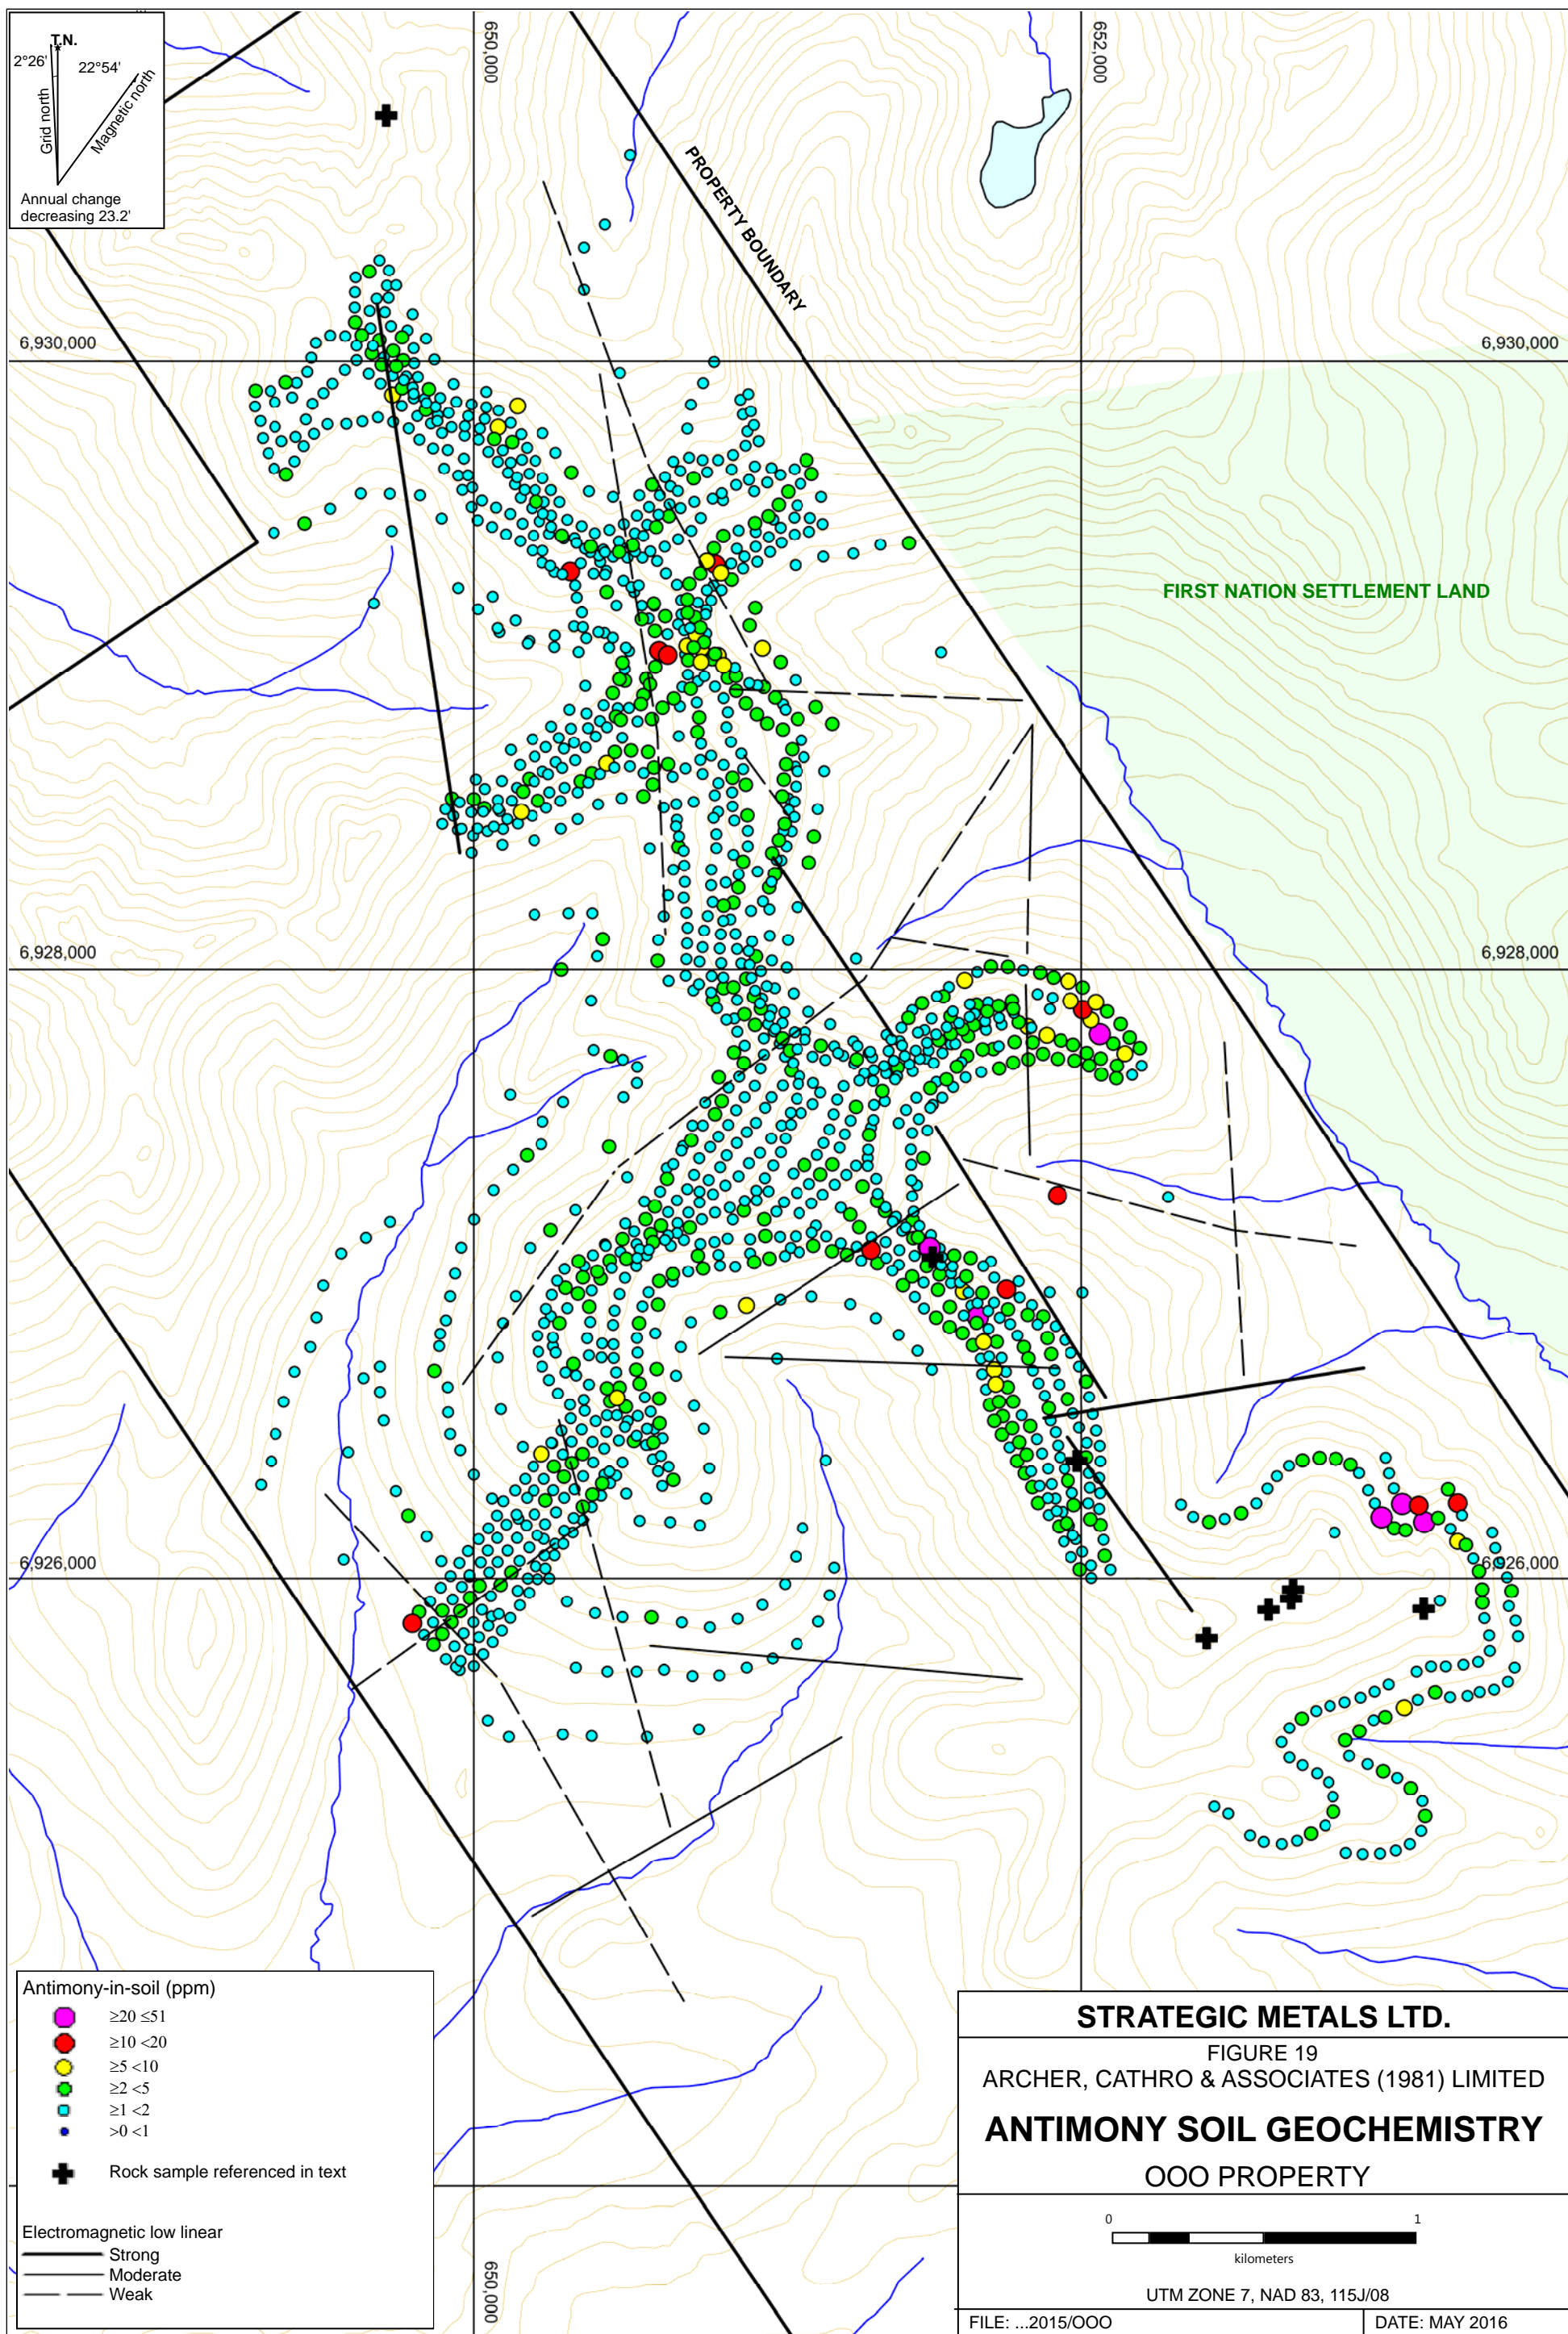 T.N.
2°26'
22°54'
Grid north
Magnetic north
Annual change
decreasing 23.2'
650,000
652,000
PROPERTY BOUNDARY
6,930,000
6,930,000
FIRST NATION SETTLEMENT LAND
6,928,000
6,928,000
6,926,000
6,926,000
Antimony-in-soil (ppm)
≥20 ≤51
≥10 <20
≥5 <10
≥2 <5
≥1 <2
>0 <1
Rock sample referenced in text
Electromagnetic low linear
Strong
Moderate
Weak
650,000
STRATEGIC METALS LTD.
FIGURE 19
ARCHER, CATHRO & ASSOCIATES (1981) LIMITED
ANTIMONY SOIL GEOCHEMISTRY
OOO PROPERTY
0 1
kilometers
UTM ZONE 7, NAD 83, 115J/08
FILE: ...2015/OOO
DATE: MAY 2016